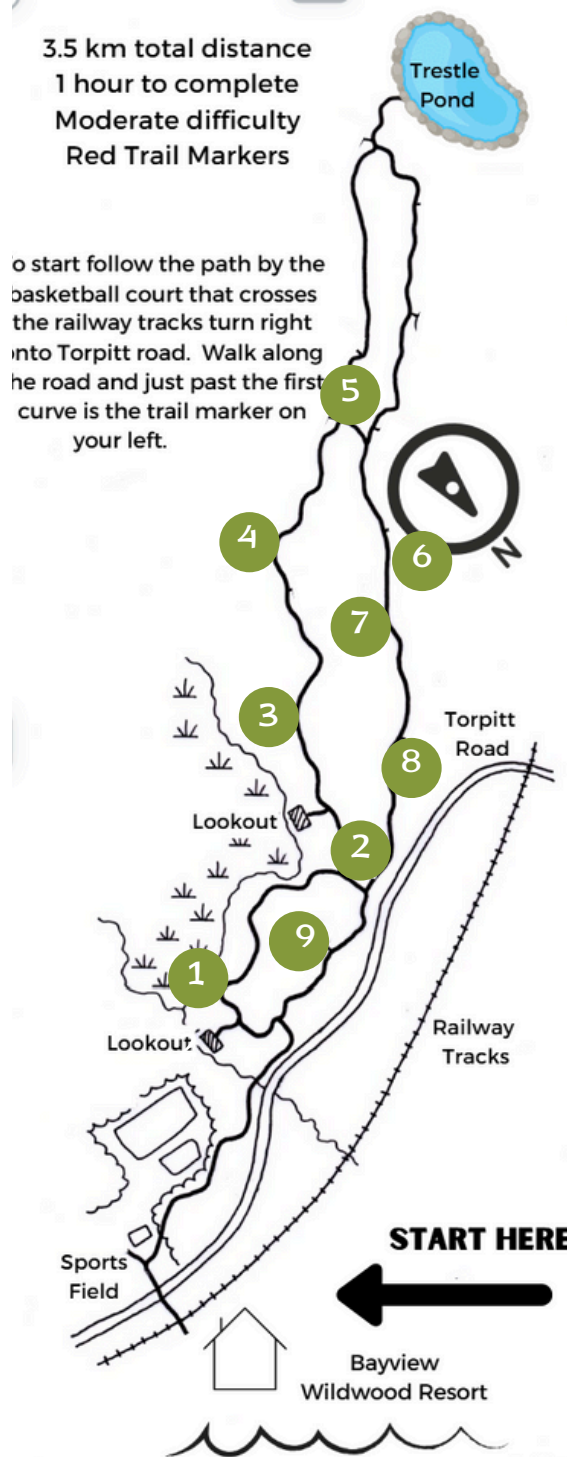 3.5 km total distance
1 hour to complete
Moderate difficulty
Red Trail Markers
Trestle
Pond
o start follow the path by the
basketball court that crosses
the railway tracks turn right
onto Torpitt road. Walk along
he road and just past the first
curve is the trail marker on
your left.
5
4
6
N
7
3
Torpitt
Road
8
Lookout
2
9
1
Lookout
Railway
Tracks
START HERE
Sports
Field
Bayview
Wildwood Resort